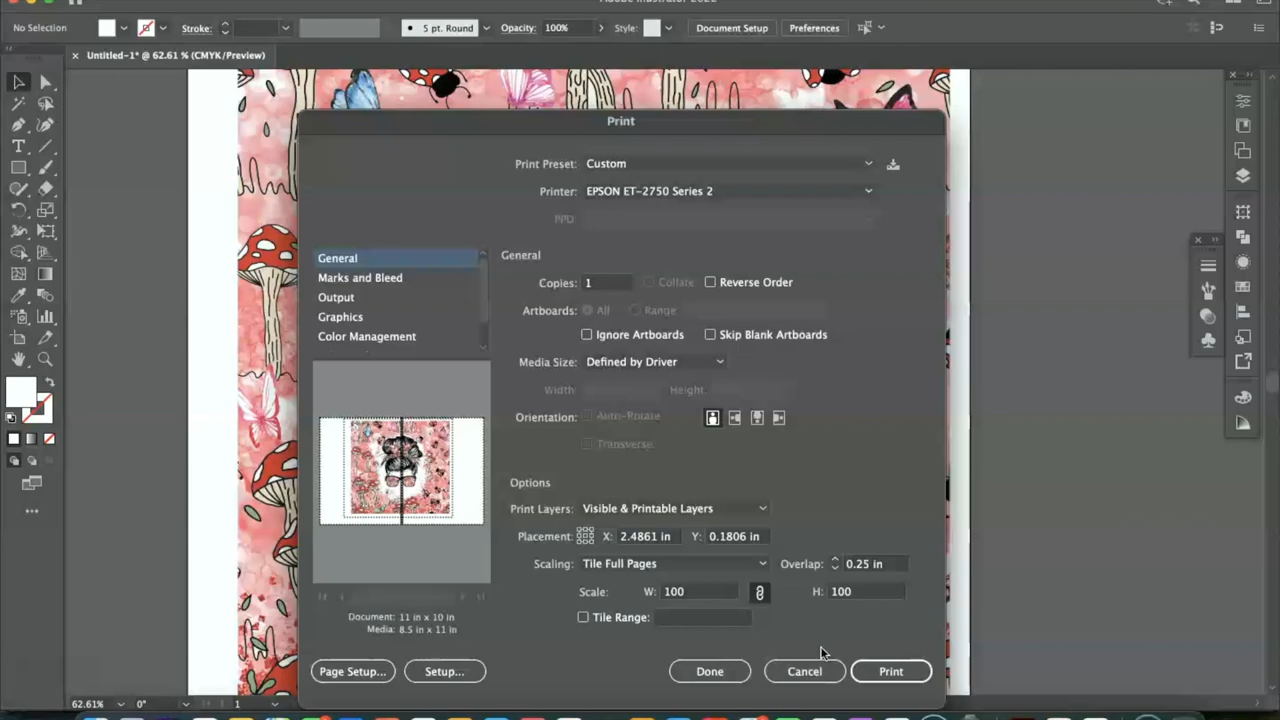 Adobe Illustrator 2022
No Selection
Stroke:
5 pt. Round
Opacity: 100%
Style:
Document Setup
Preferences
Untitled-1* @ 62.61 % (CMYK/Preview)
Print
Print Preset: Custom
Printer: EPSON ET-2750 Series 2
PPD
General
Marks and Bleed
Output
Graphics
Color Management
General
Copies: 1
Collate
Reverse Order
Artboards: All Range
Ignore Artboards
Skip Blank Artboards
Media Size: Defined by Driver
Width: Height:
Orientation: Auto-Rotate
Transverse
Options
Print Layers: Visible & Printable Layers
Placement: X: 2.4861 in Y: 0.1806 in
Scaling: Tile Full Pages Overlap: 0.25 in
Scale: W: 100 H: 100
Tile Range:
Document: 11 in x 10 in
Media: 8.5 in x 11 in
Page Setup...
Setup...
Done
Cancel
Print
62.61% 0° 1